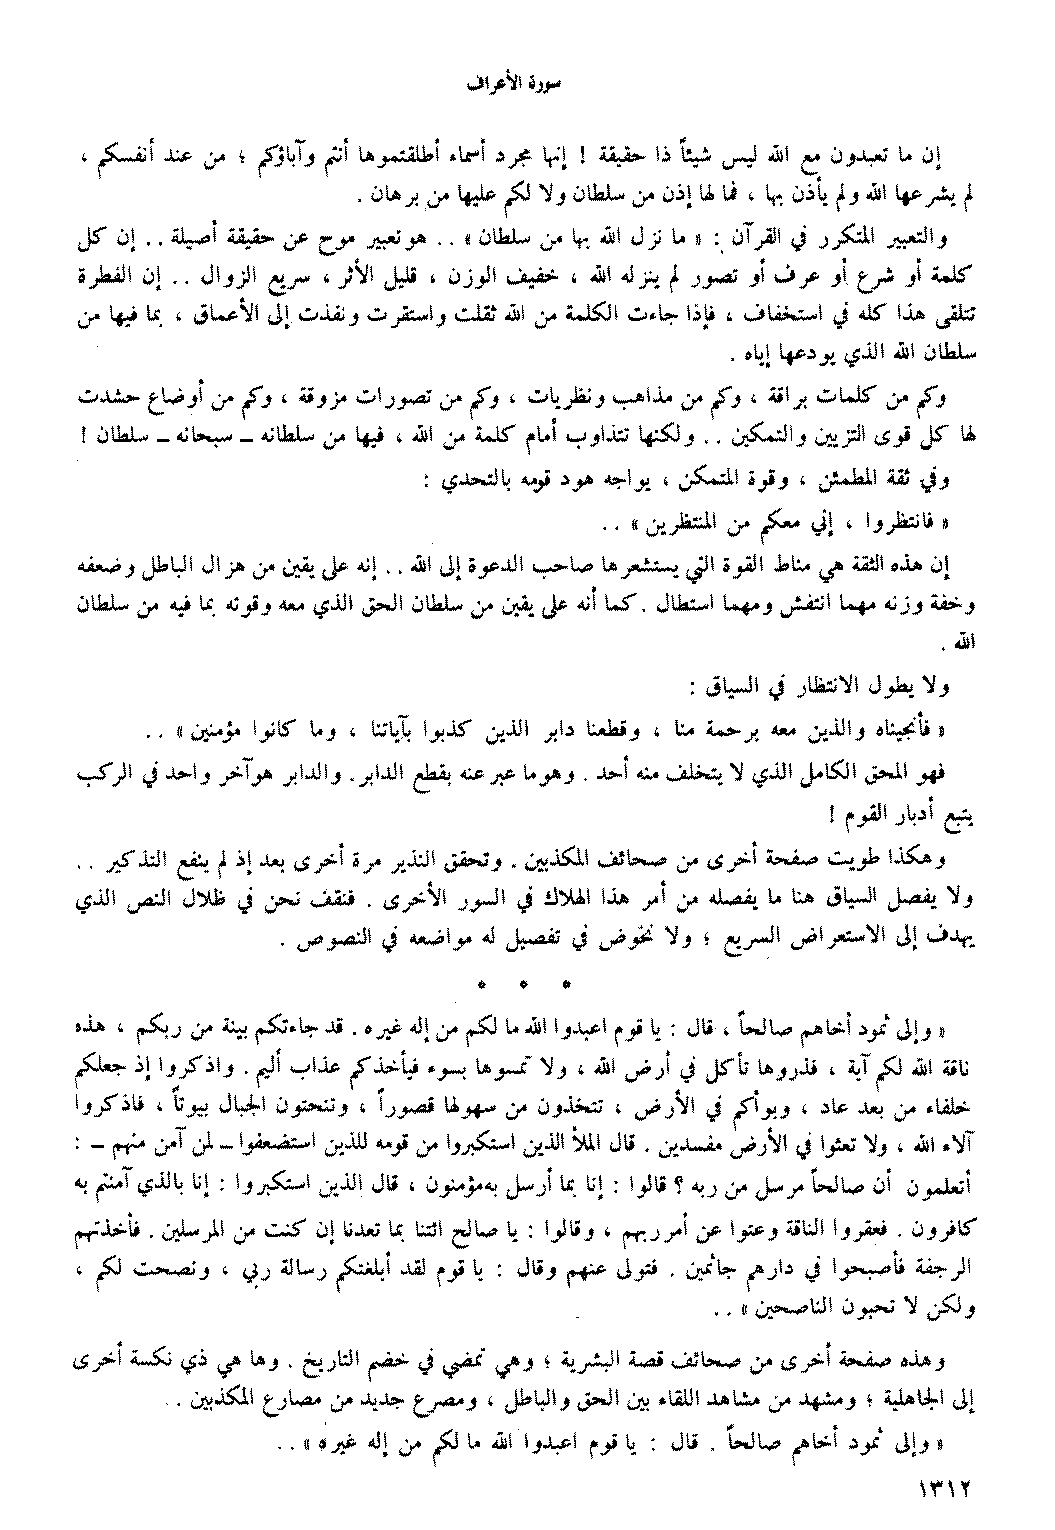 سورة الأعراف
إن ما تعبدون مع الله ليس شيئاً ذا حقيقة ! إنها مجرد أسماء أطلقتموها أنتم وآباؤكم ؛ من عند أنفسكم ،
لم يشرعها الله ولم يأذن بها ، فما لها إذن من سلطان ولا لكم عليها من برهان .
والتعبير المتكرر في القرآن : « ما نزل الله بها من سلطان » .. هو تعبير موح عن حقيقة أصيلة .. إن كل
كلمة أو شرع أو عرف أو تصور لم ينزله الله ، خفيف الوزن ، قليل الأثر ، سريع الزوال .. إن الفطرة
تتلقى هذا كله في استخفاف ، فإذا جاءت الكلمة من الله ثقلت واستقرت ونفذت إلى الأعماق ، بما فيها من
سلطان الله الذي يودعها إياه .
وكم من كلمات براقة ، وكم من مذاهب ونظريات ، وكم من تصورات مزوقة ، وكم من أوضاع حشدت
لها كل قوى التزيين والتمكين .. ولكنها تتذاوب أمام كلمة من الله ، فيها من سلطانه – سبحانه – سلطان !
وفي ثقة المطمئن ، وقوة المتمكن ، يواجه هود قومه بالتحدي :
« فانتظروا ، إني معكم من المنتظرين » ..
إن هذه الثقة هي مناط القوة التي يستشعرها صاحب الدعوة إلى الله .. إنه على يقين من هزال الباطل وضعفه
وخفة وزنه مهما انتفش ومهما استطال . كما أنه على يقين من سلطان الحق الذي معه وقوته بما فيه من سلطان
الله .
ولا يطول الانتظار في السياق :
« فأنجيناه والذين معه برحمة منا ، وقطعنا دابر الذين كذبوا بآياتنا ، وما كانوا مؤمنين » ..
فهو المحق الكامل الذي لا يتخلف منه أحد . وهو ما عبر عنه بقطع الدابر . والدابر هو آخر واحد في الركب
يتبع أدبار القوم !
وهكذا طويت صفحة أخرى من صحائف المكذبين . وتحقق النذير مرة أخرى بعد إذ لم ينفع التذكير ..
ولا يفصل السياق هنا ما يفصله من أمر هذا الهلاك في السور الأخرى . فنقف نحن في ظلال النص الذي
يهدف إلى الاستعراض السريع ؛ ولا نخوض في تفصيل له مواضعه في النصوص .
* * *
« وإلى ثمود أخاهم صالحاً ، قال : يا قوم اعبدوا الله ما لكم من إله غيره . قد جاءتكم بينة من ربكم ، هذه
ناقة الله لكم آية ، فذروها تأكل في أرض الله ، ولا تمسوها بسوء فيأخذكم عذاب أليم . واذكروا إذ جعلكم
خلفاء من بعد عاد ، وبوأكم في الأرض ، تتخذون من سهولها قصوراً ، وتنحتون الجبال بيوتاً ، فاذكروا
آلاء الله ، ولا تعثوا في الأرض مفسدين . قال الملأ الذين استكبروا من قومه للذين استضعفوا – لمن آمن منهم – :
أتعلمون أن صالحاً مرسل من ربه ؟ قالوا : إنا بما أرسل به مؤمنون ، قال الذين استكبروا : إنا بالذي آمنتم به
كافرون . فعقروا الناقة وعتوا عن أمر ربهم ، وقالوا : يا صالح ائتنا بما تعدنا إن كنت من المرسلين . فأخذتهم
الرجفة فأصبحوا في دارهم جاثمين . فتولى عنهم وقال : يا قوم لقد أبلغتكم رسالة ربي ، ونصحت لكم ،
ولكن لا تحبون الناصحين » ..
وهذه صفحة أخرى من صحائف قصة البشرية ؛ وهي تمضي في خضم التاريخ . وها هي ذي نكسة أخرى
إلى الجاهلية ؛ ومشهد من مشاهد اللقاء بين الحق والباطل ، ومصرع جديد من مصارع المكذبين ..
« وإلى ثمود أخاهم صالحاً . قال : يا قوم اعبدوا الله ما لكم من إله غيره » ..
١٣١٢